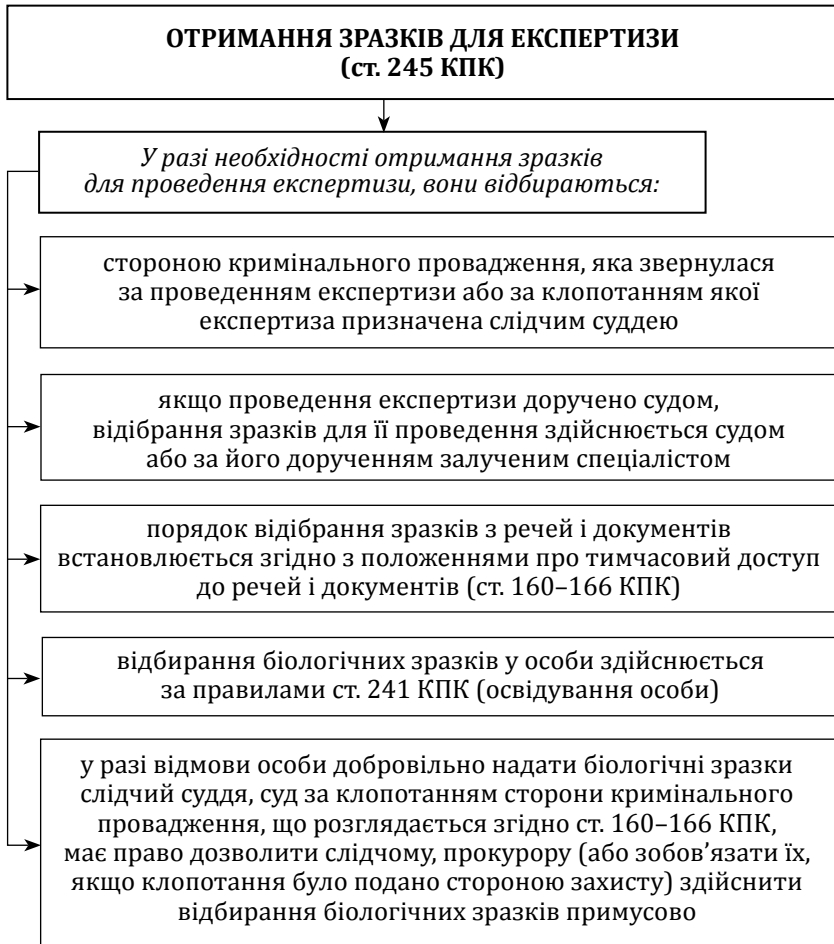 ОТРИМАННЯ ЗРАЗКІВ ДЛЯ ЕКСПЕРТИЗИ
(ст. 245 КПК)
У разі необхідності отримання зразків
для проведення експертизи, вони відбираються:
стороною кримінального провадження, яка звернулася
за проведенням експертизи або за клопотанням якої
експертиза призначена слідчим суддею
якщо проведення експертизи доручено судом,
відібрання зразків для її проведення здійснюється судом
або за його дорученням залученим спеціалістом
порядок відібрання зразків з речей і документів
встановлюється згідно з положеннями про тимчасовий доступ
до речей і документів (ст. 160–166 КПК)
відбирання біологічних зразків у особи здійснюється
за правилами ст. 241 КПК (освідування особи)
у разі відмови особи добровільно надати біологічні зразки
слідчий суддя, суд за клопотанням сторони кримінального
провадження, що розглядається згідно ст. 160–166 КПК,
має право дозволити слідчому, прокурору (або зобов’язати їх,
якщо клопотання було подано стороною захисту) здійснити
відбирання біологічних зразків примусово